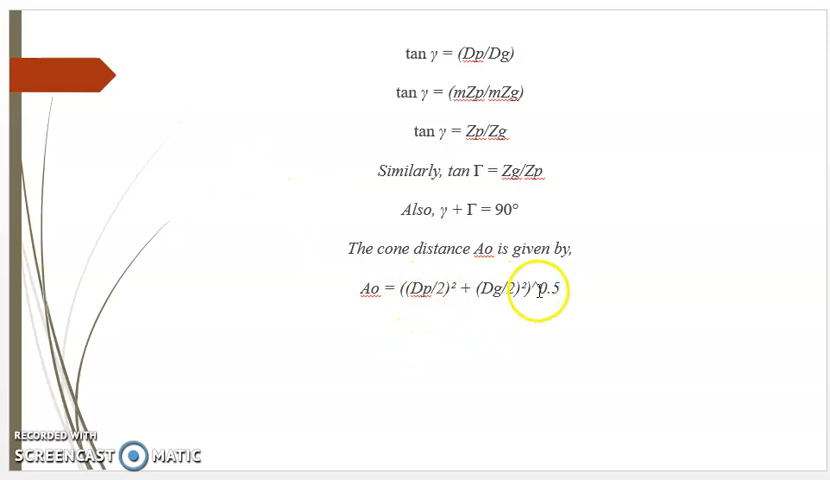 tan γ = (Dp/Dg)
tan γ = (mZp/mZg)
tan γ = Zp/Zg
Similarly, tan Γ = Zg/Zp
Also, γ + Γ = 90°
The cone distance Ao is given by,
Ao = ((Dp/2)² + (Dg/2)²)^0.5
RECORDED WITH
SCREENCAST MATIC